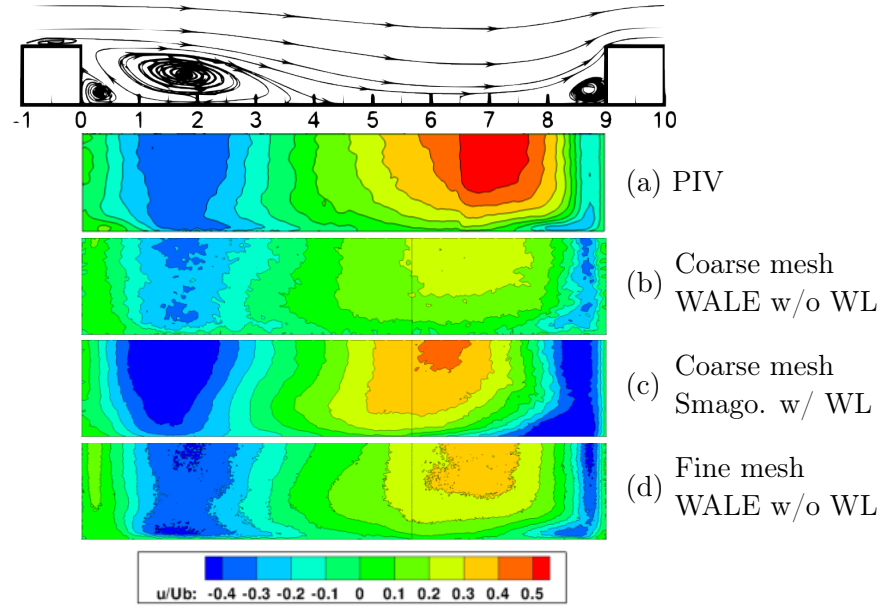 -1 0 1 2 3 4 5 6 7 8 9 10
(a) PIV
(b) Coarse mesh
WALE w/o WL
(c) Coarse mesh
Smago. w/ WL
(d) Fine mesh
WALE w/o WL
u/Ub: -0.4 -0.3 -0.2 -0.1 0 0.1 0.2 0.3 0.4 0.5